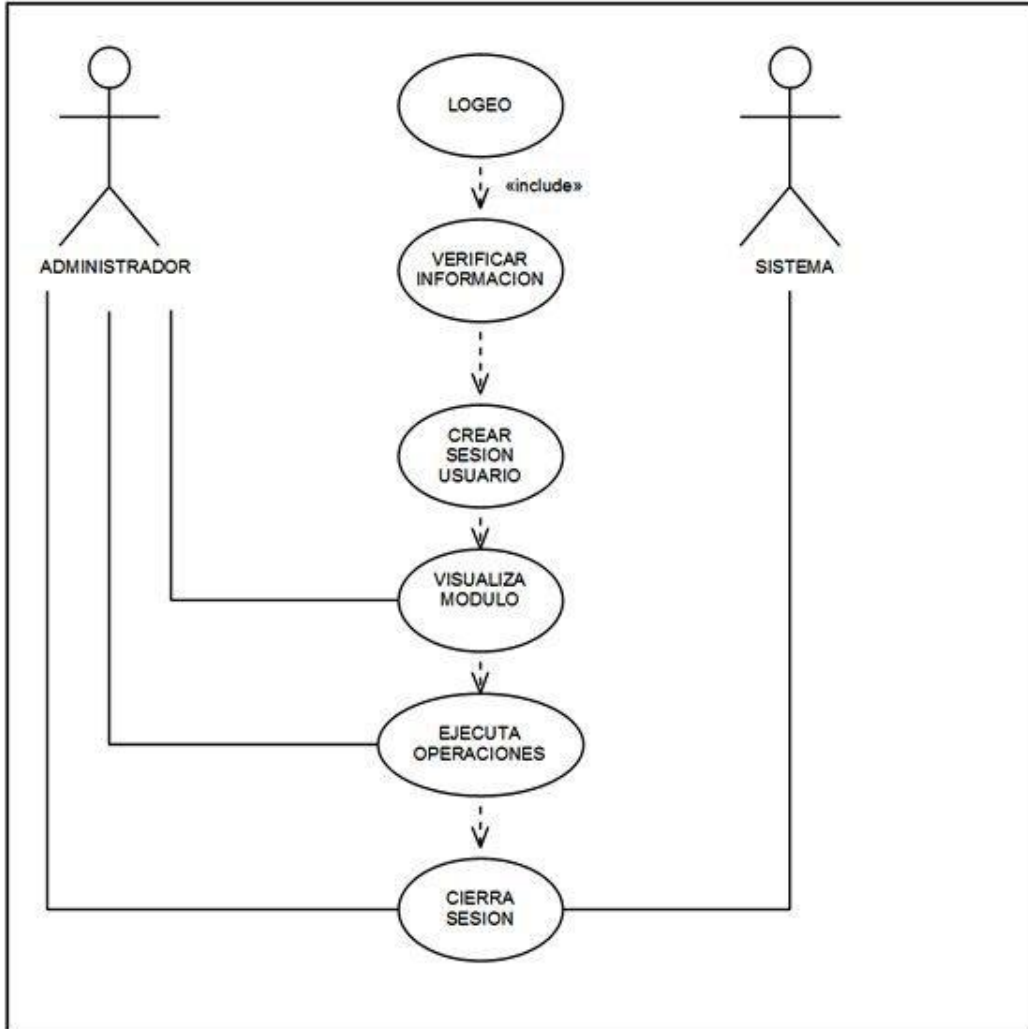 LOGEO
«include»
VERIFICAR
INFORMACION
ADMINISTRADOR
SISTEMA
CREAR
SESION
USUARIO
VISUALIZA
MODULO
EJECUTA
OPERACIONES
CIERRA
SESION